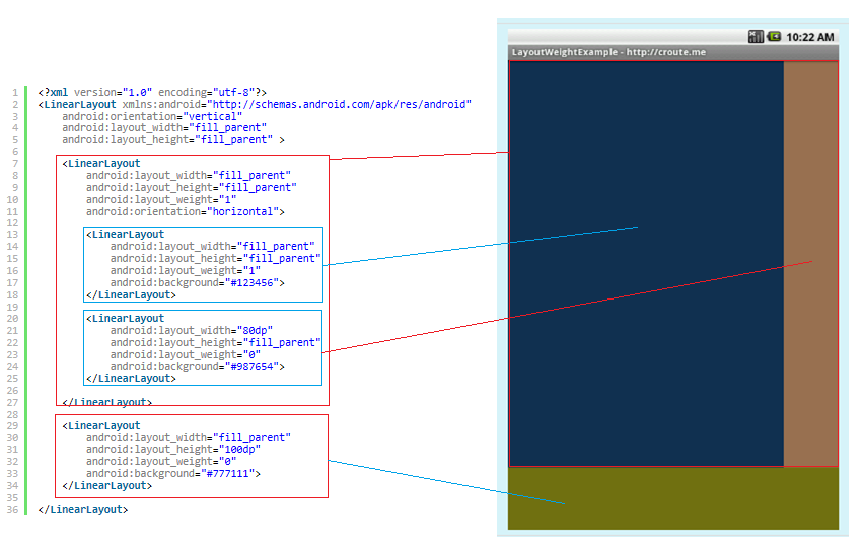 10:22 AM
LayoutWeightExample - http://croute.me
1 <?xml version="1.0" encoding="utf-8"?>
2 <LinearLayout xmlns:android="http://schemas.android.com/apk/res/android"
3 android:orientation="vertical"
4 android:layout_width="fill_parent"
5 android:layout_height="fill_parent" >
6
7 <LinearLayout
8 android:layout_width="fill_parent"
9 android:layout_height="fill_parent"
10 android:layout_weight="1"
11 android:orientation="horizontal">
12
13 <LinearLayout
14 android:layout_width="fill_parent"
15 android:layout_height="fill_parent"
16 android:layout_weight="1"
17 android:background="#123456">
18 </LinearLayout>
19
20 <LinearLayout
21 android:layout_width="80dp"
22 android:layout_height="fill_parent"
23 android:layout_weight="0"
24 android:background="#987654">
25 </LinearLayout>
26
27 </LinearLayout>
28
29 <LinearLayout
30 android:layout_width="fill_parent"
31 android:layout_height="100dp"
32 android:layout_weight="0"
33 android:background="#777111">
34 </LinearLayout>
35
36 </LinearLayout>